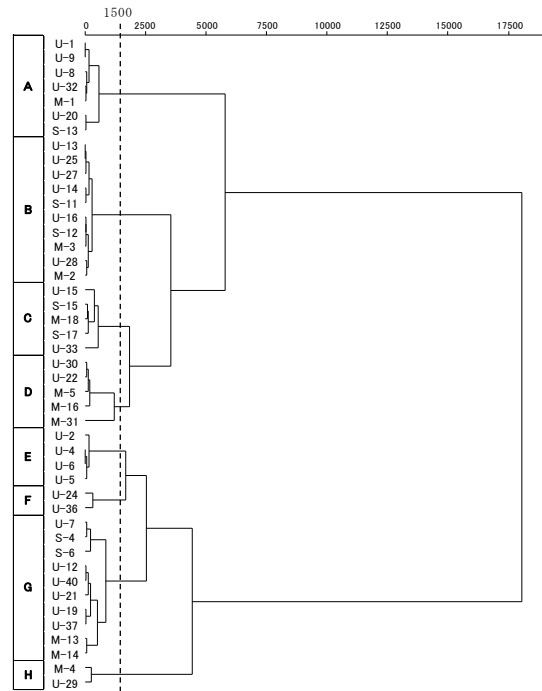 1500
0 2500 5000 7500 10000 12500 15000 17500
A
U-1
U-9
U-8
U-32
M-1
U-20
S-13
B
U-13
U-25
U-27
U-14
S-11
U-16
S-12
M-3
U-28
M-2
C
U-15
S-15
M-18
S-17
U-33
D
U-30
U-22
M-5
M-16
M-31
E
U-2
U-4
U-6
U-5
F
U-24
U-36
G
U-7
S-4
S-6
U-12
U-40
U-21
U-19
U-37
M-13
M-14
H
M-4
U-29